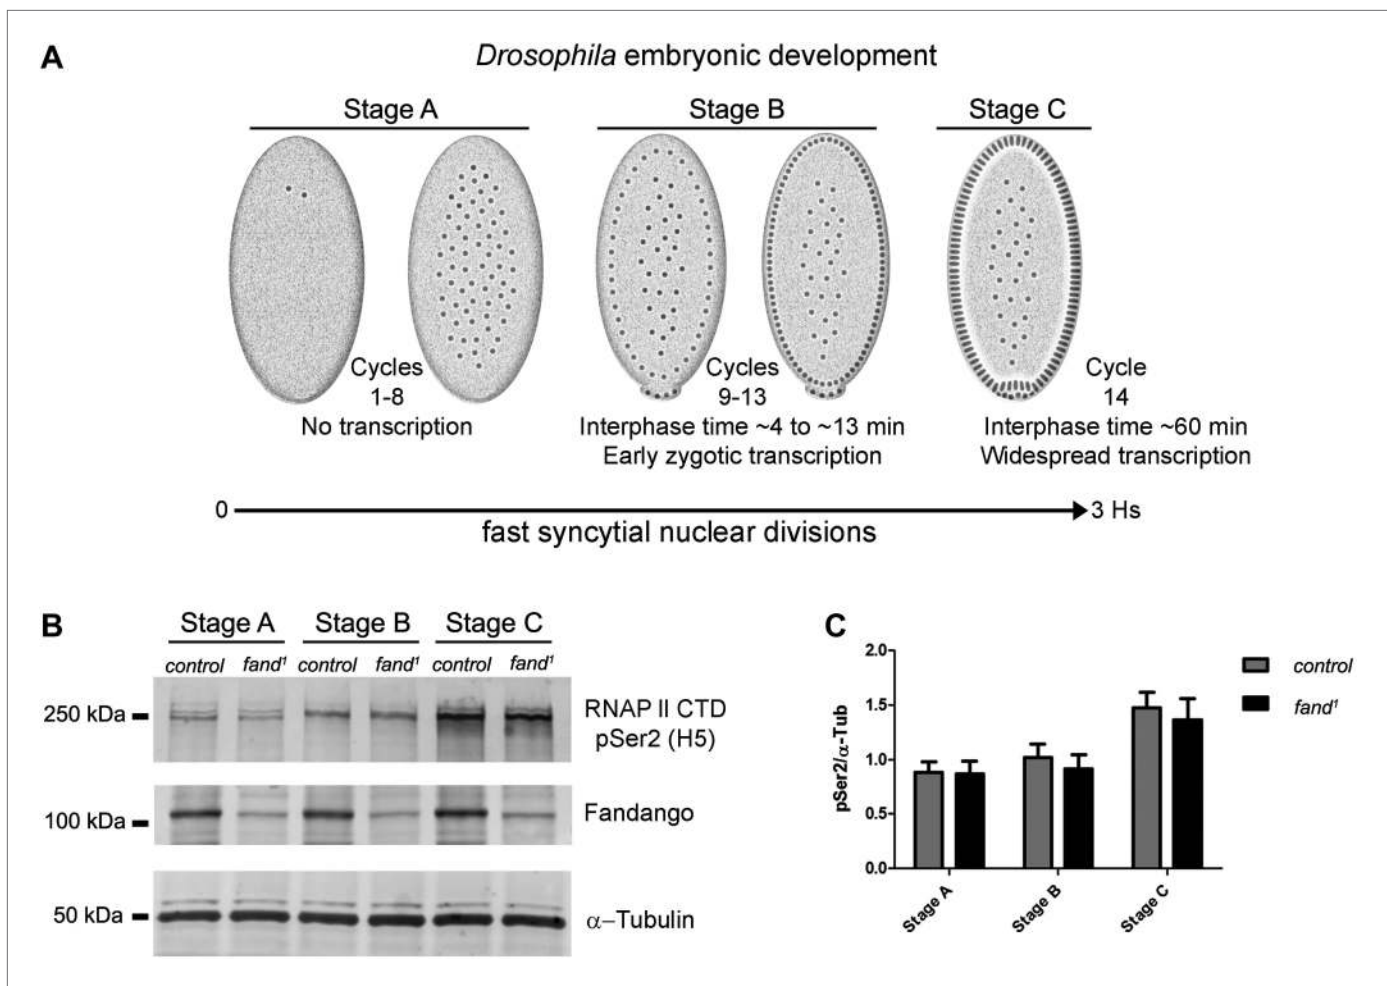 A
Drosophila embryonic development
Stage A
Stage B
Stage C
Cycles
1-8
No transcription
Cycles
9-13
Interphase time ~4 to ~13 min
Early zygotic transcription
Cycle
14
Interphase time ~60 min
Widespread transcription
0
3 Hs
fast syncytial nuclear divisions
B
Stage A Stage B Stage C
control fand¹ control fand¹ control fand¹
250 kDa
RNAP II CTD
pSer2 (H5)
100 kDa
Fandango
50 kDa
α–Tubulin
C
pSer2/α-Tub
2.0
1.5
1.0
0.5
0.0
Stage A
Stage B
Stage C
control
fand¹